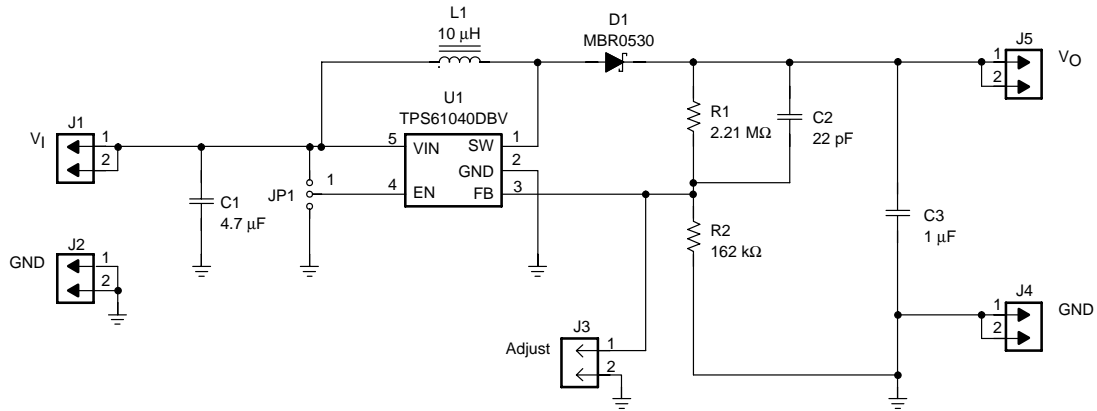 L1
10 µH
D1
MBR0530
J5
1
2
VO
U1
TPS61040DBV
R1
2.21 MΩ
C2
22 pF
J1
VI
1
2
5
VIN
SW
1
GND
2
4
EN
FB
3
JP1
1
C1
4.7 µF
R2
162 kΩ
C3
1 µF
J2
GND
1
2
J4
1
2
GND
J3
Adjust
1
2